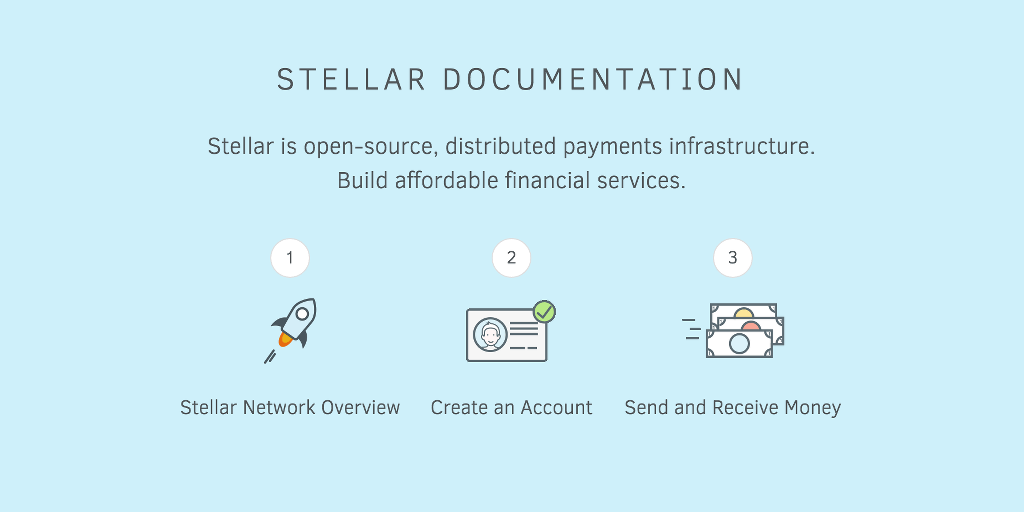 STELLAR DOCUMENTATION
Stellar is open-source, distributed payments infrastructure.
Build affordable financial services.
1
2
3
Stellar Network Overview
Create an Account
Send and Receive Money